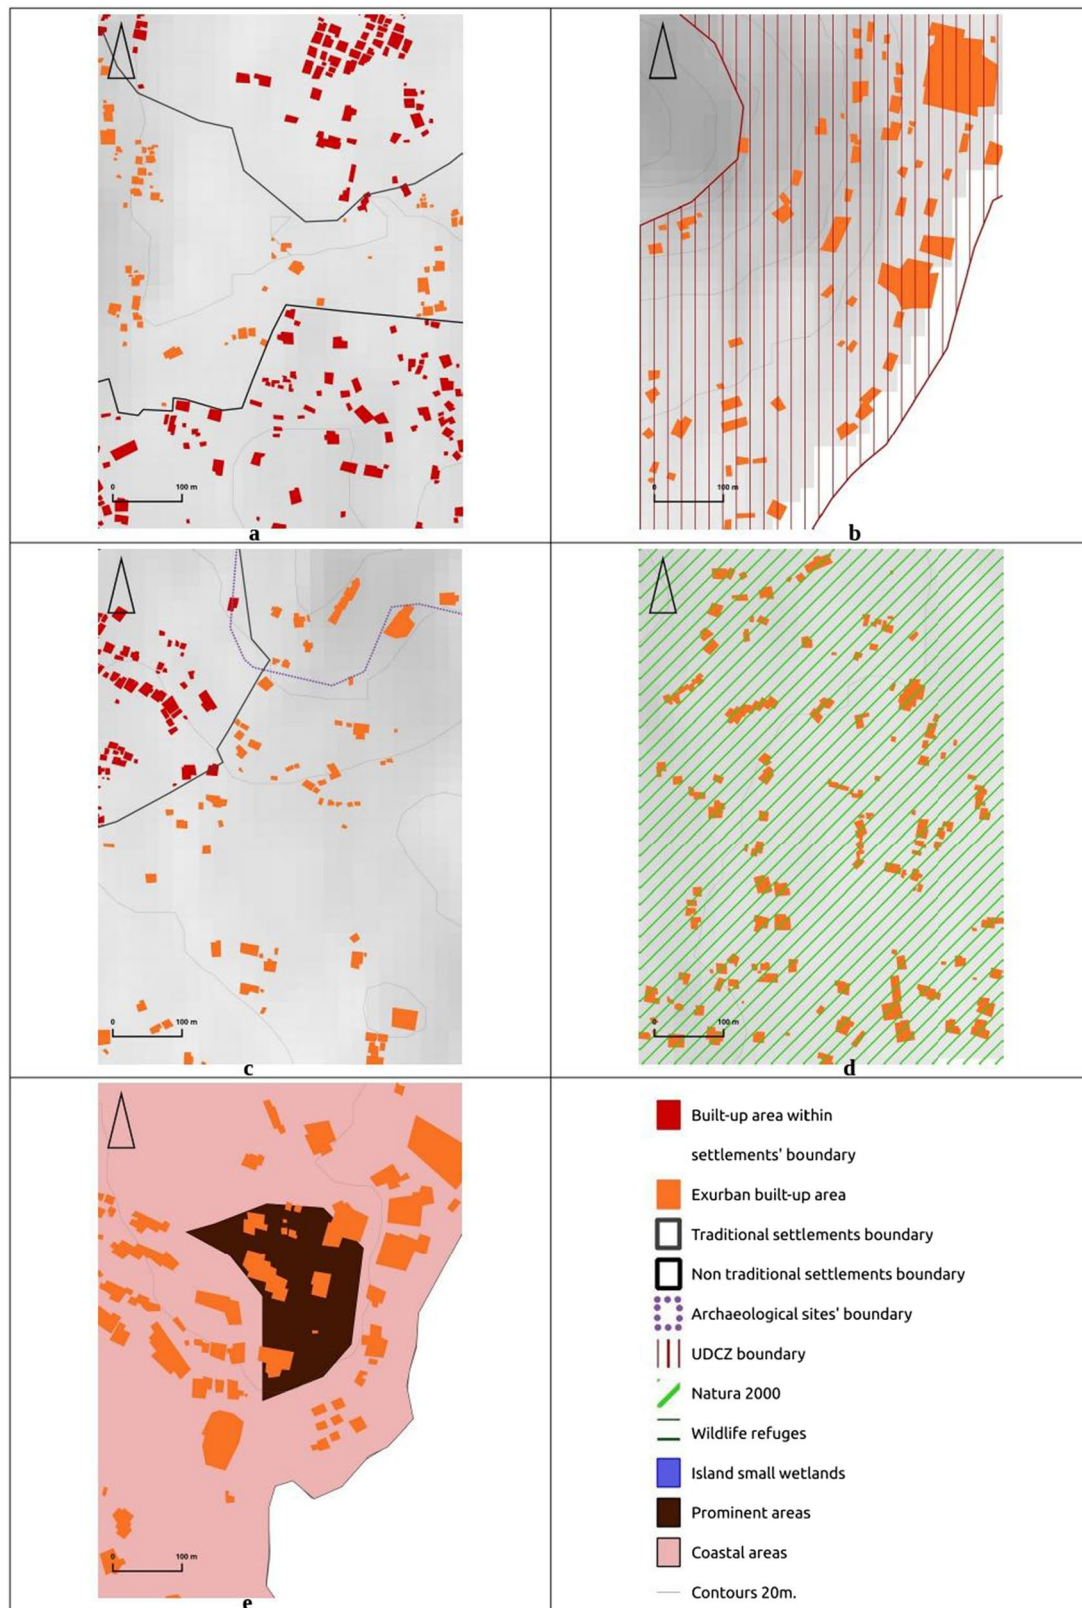 0 100 m
a
0 100 m
b
0 100 m
c
0 100 m
d
0 100 m
e
Built-up area within
settlements' boundary
Exurban built-up area
Traditional settlements boundary
Non traditional settlements boundary
Archaeological sites' boundary
UDCZ boundary
Natura 2000
Wildlife refuges
Island small wetlands
Prominent areas
Coastal areas
Contours 20m.